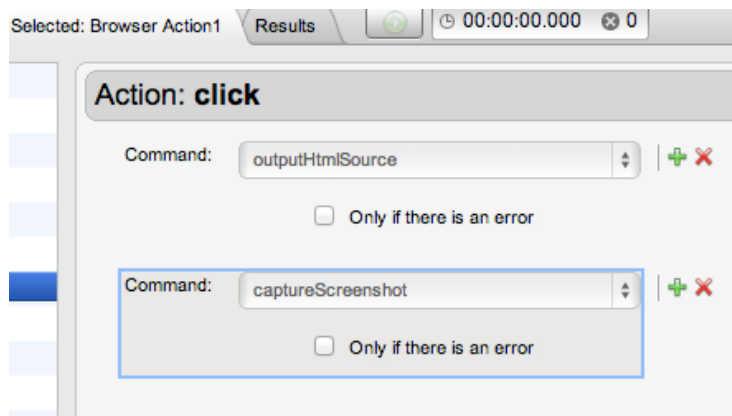 Selected: Browser Action1 Results 00:00:00.000 0
Action: click
Command: outputHtmlSource
Only if there is an error
Command: captureScreenshot
Only if there is an error